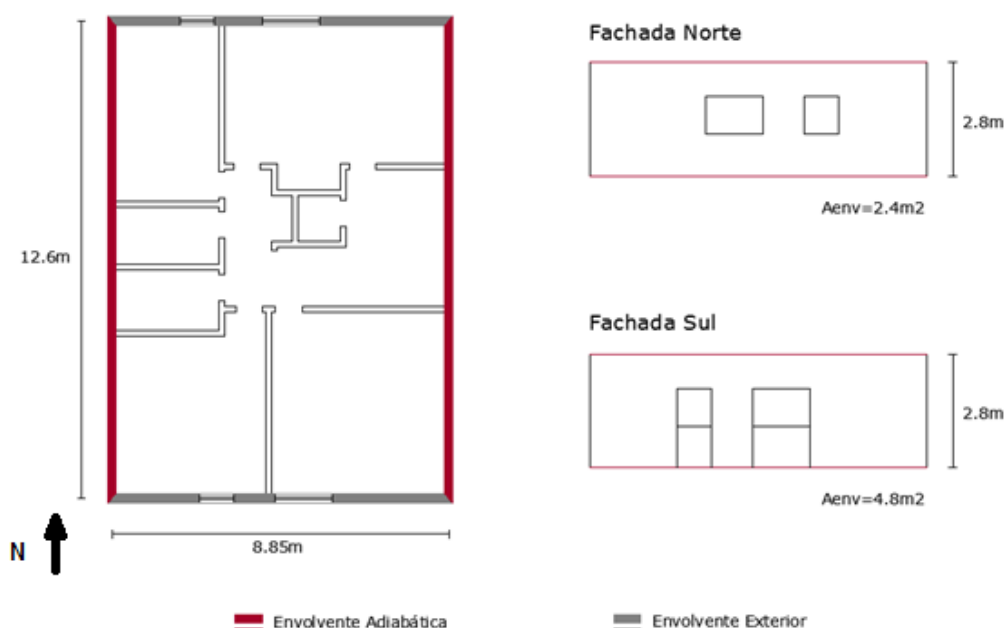 Fachada Norte
2.8m
Aenv=2.4m2
12.6m
Fachada Sul
2.8m
Aenv=4.8m2
8.85m
N
Envolvente Adiabática
Envolvente Exterior